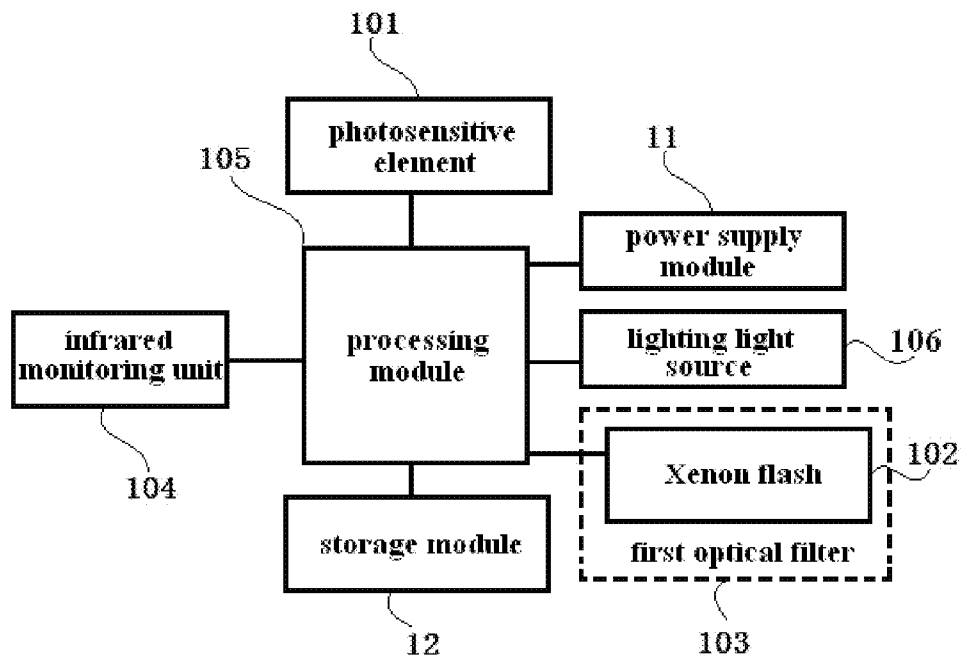 101
photosensitive
element
105
11
power supply
module
infrared
monitoring unit
processing
module
lighting light
source
106
104
Xenon flash
102
storage module
first optical filter
12
103